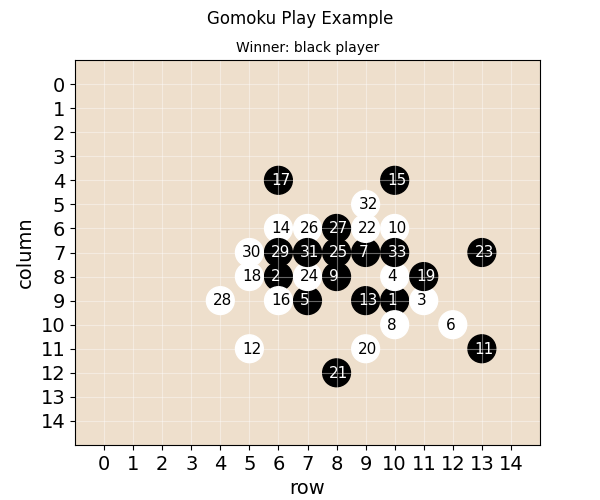 Gomoku Play Example
Winner: black player
0
1
2
3
4 17 15
5 32
6 14 26 27 22 10
7 30 29 31 25 7 33 23
8 18 2 24 9 4 19
9 28 16 5 13 1 3
10 8 6
11 12 20 11
12 21
13
14
column
0 1 2 3 4 5 6 7 8 9 10 11 12 13 14
row